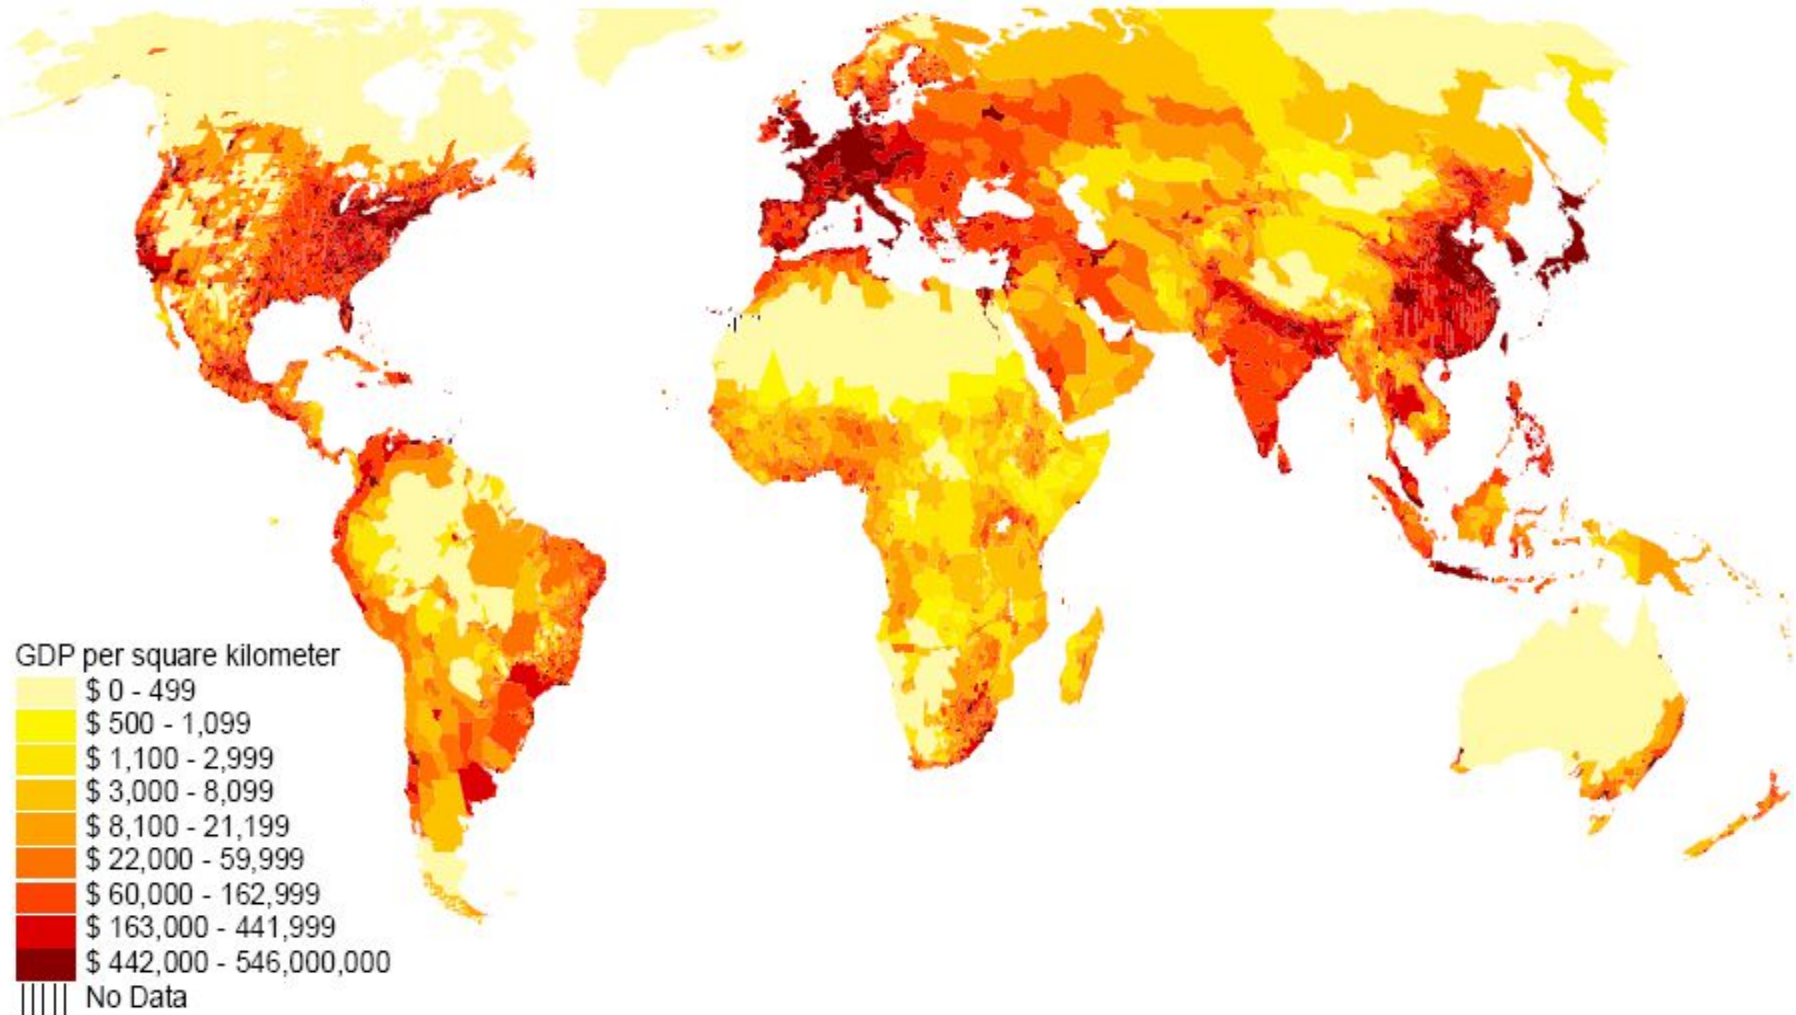 GDP per square kilometer
$ 0 - 499
$ 500 - 1,099
$ 1,100 - 2,999
$ 3,000 - 8,099
$ 8,100 - 21,199
$ 22,000 - 59,999
$ 60,000 - 162,999
$ 163,000 - 441,999
$ 442,000 - 546,000,000
No Data